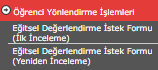 Öğrenci Yönlendirme İşlemleri
Eğitsel Değerlendirme İstek Formu
(İlk İnceleme)
Eğitsel Değerlendirme İstek Formu
(Yeniden İnceleme)